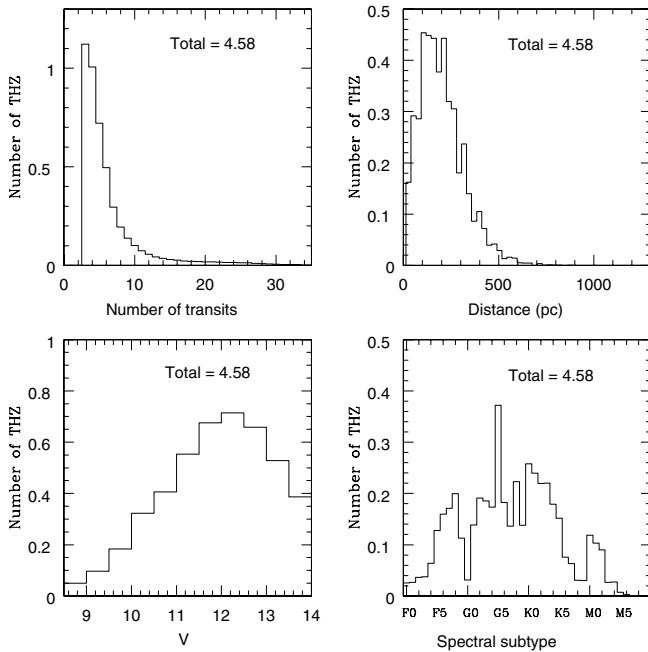 Total = 4.58
Number of THZ
1
0.5
0
0 10 20 30
Number of transits
Total = 4.58
Number of THZ
0.5
0.4
0.3
0.2
0.1
0
0 500 1000
Distance (pc)
Total = 4.58
Number of THZ
1
0.8
0.6
0.4
0.2
0
9 10 11 12 13 14
V
Total = 4.58
Number of THZ
0.5
0.4
0.3
0.2
0.1
0
F0 F5 G0 G5 K0 K5 M0 M5
Spectral subtype